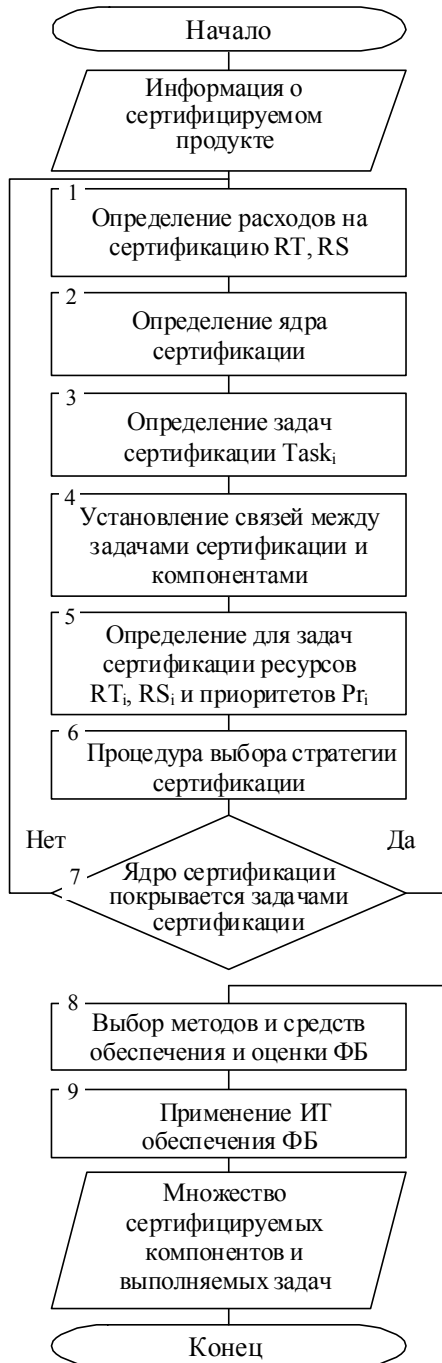 Начало
Информация о
сертифицируемом
продукте
1
Определение расходов на
сертификацию RT, RS
2
Определение ядра
сертификации
3
Определение задач
сертификации Taskᵢ
4
Установление связей между
задачами сертификации и
компонентами
5
Определение для задач
сертификации ресурсов
RTᵢ, RSᵢ и приоритетов Prᵢ
6
Процедура выбора стратегии
сертификации
Нет
Да
7
Ядро сертификации
покрывается задачами
сертификации
8
Выбор методов и средств
обеспечения и оценки ФБ
9
Применение ИТ
обеспечения ФБ
Множество
сертифицируемых
компонентов и
выполняемых задач
Конец